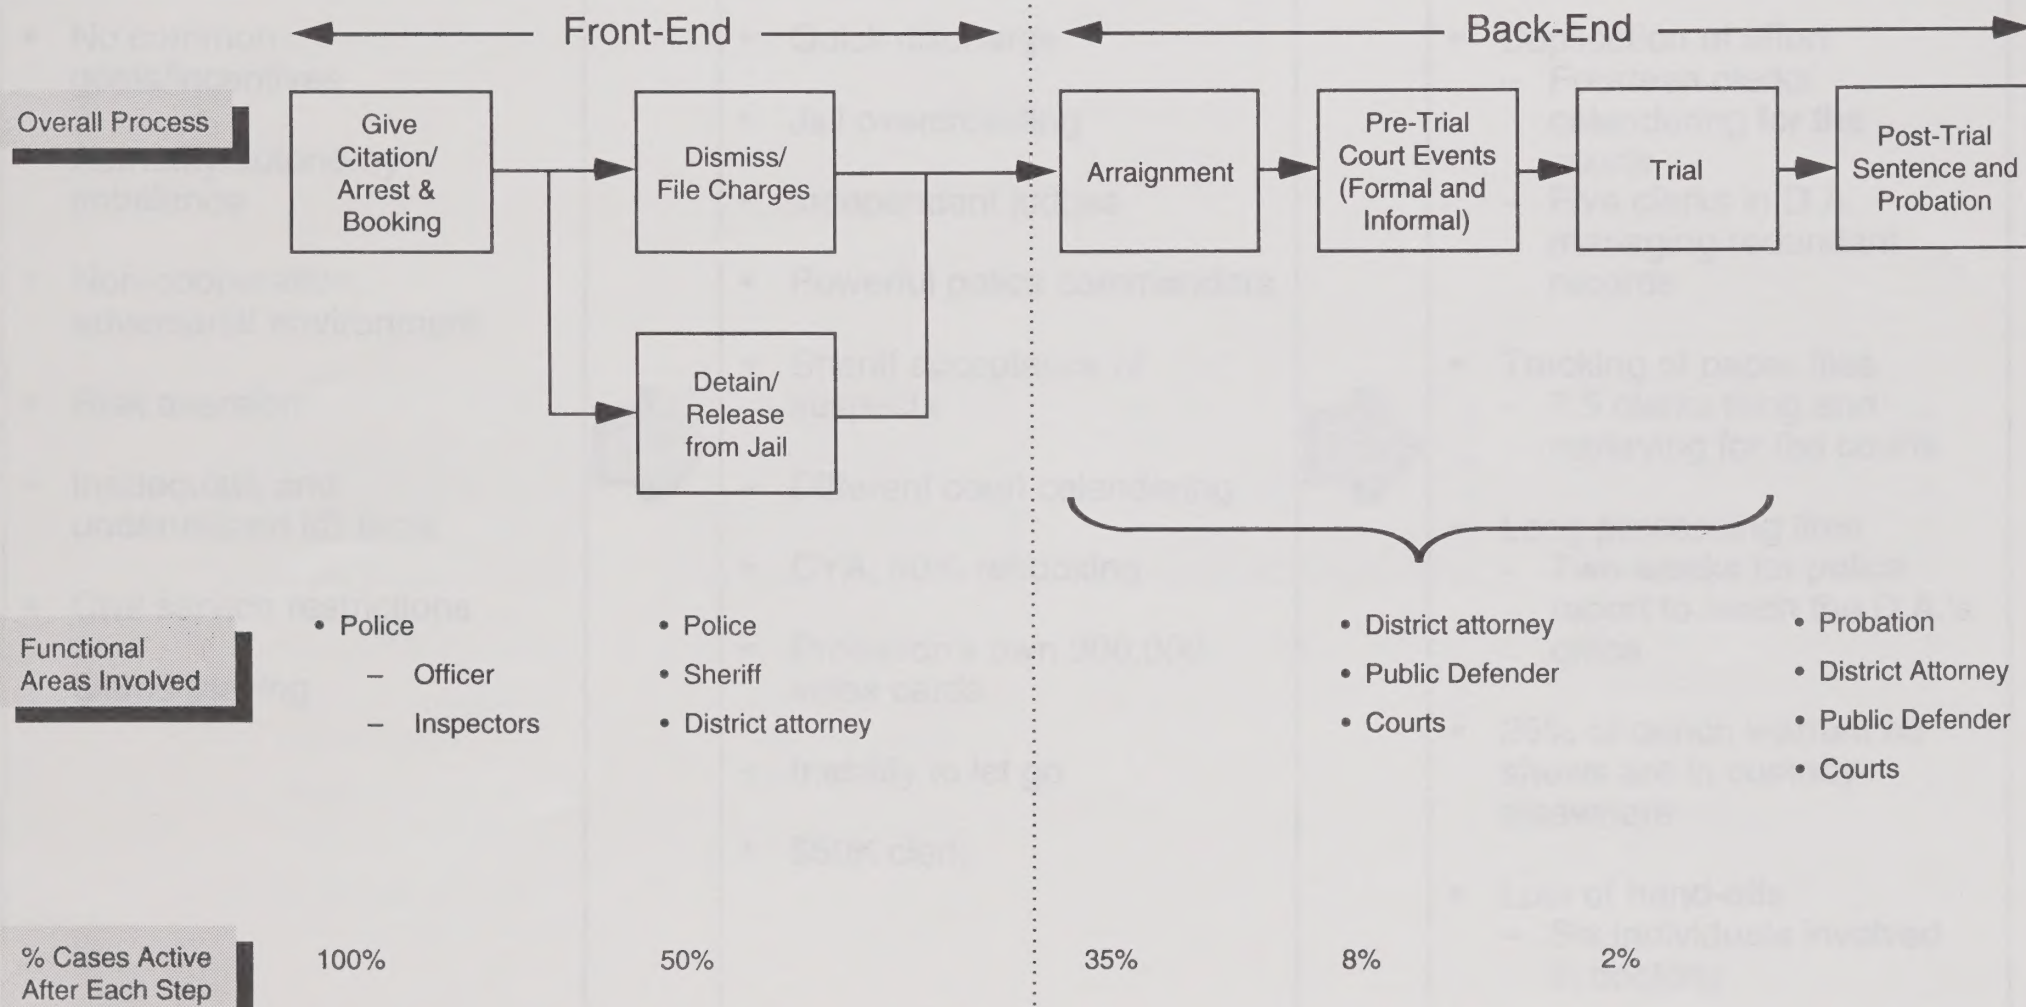 Front-End
Back-End
Overall Process
Give
Citation/
Arrest &
Booking
Dismiss/
File Charges
Arraignment
Pre-Trial
Court Events
(Formal and
Informal)
Trial
Post-Trial
Sentence and
Probation
Detain/
Release
from Jail
Functional
Areas Involved
• Police
– Officer
– Inspectors
• Police
• Sheriff
• District attorney
• District attorney
• Public Defender
• Courts
• Probation
• District Attorney
• Public Defender
• Courts
% Cases Active
After Each Step
100%
50%
35%
8%
2%